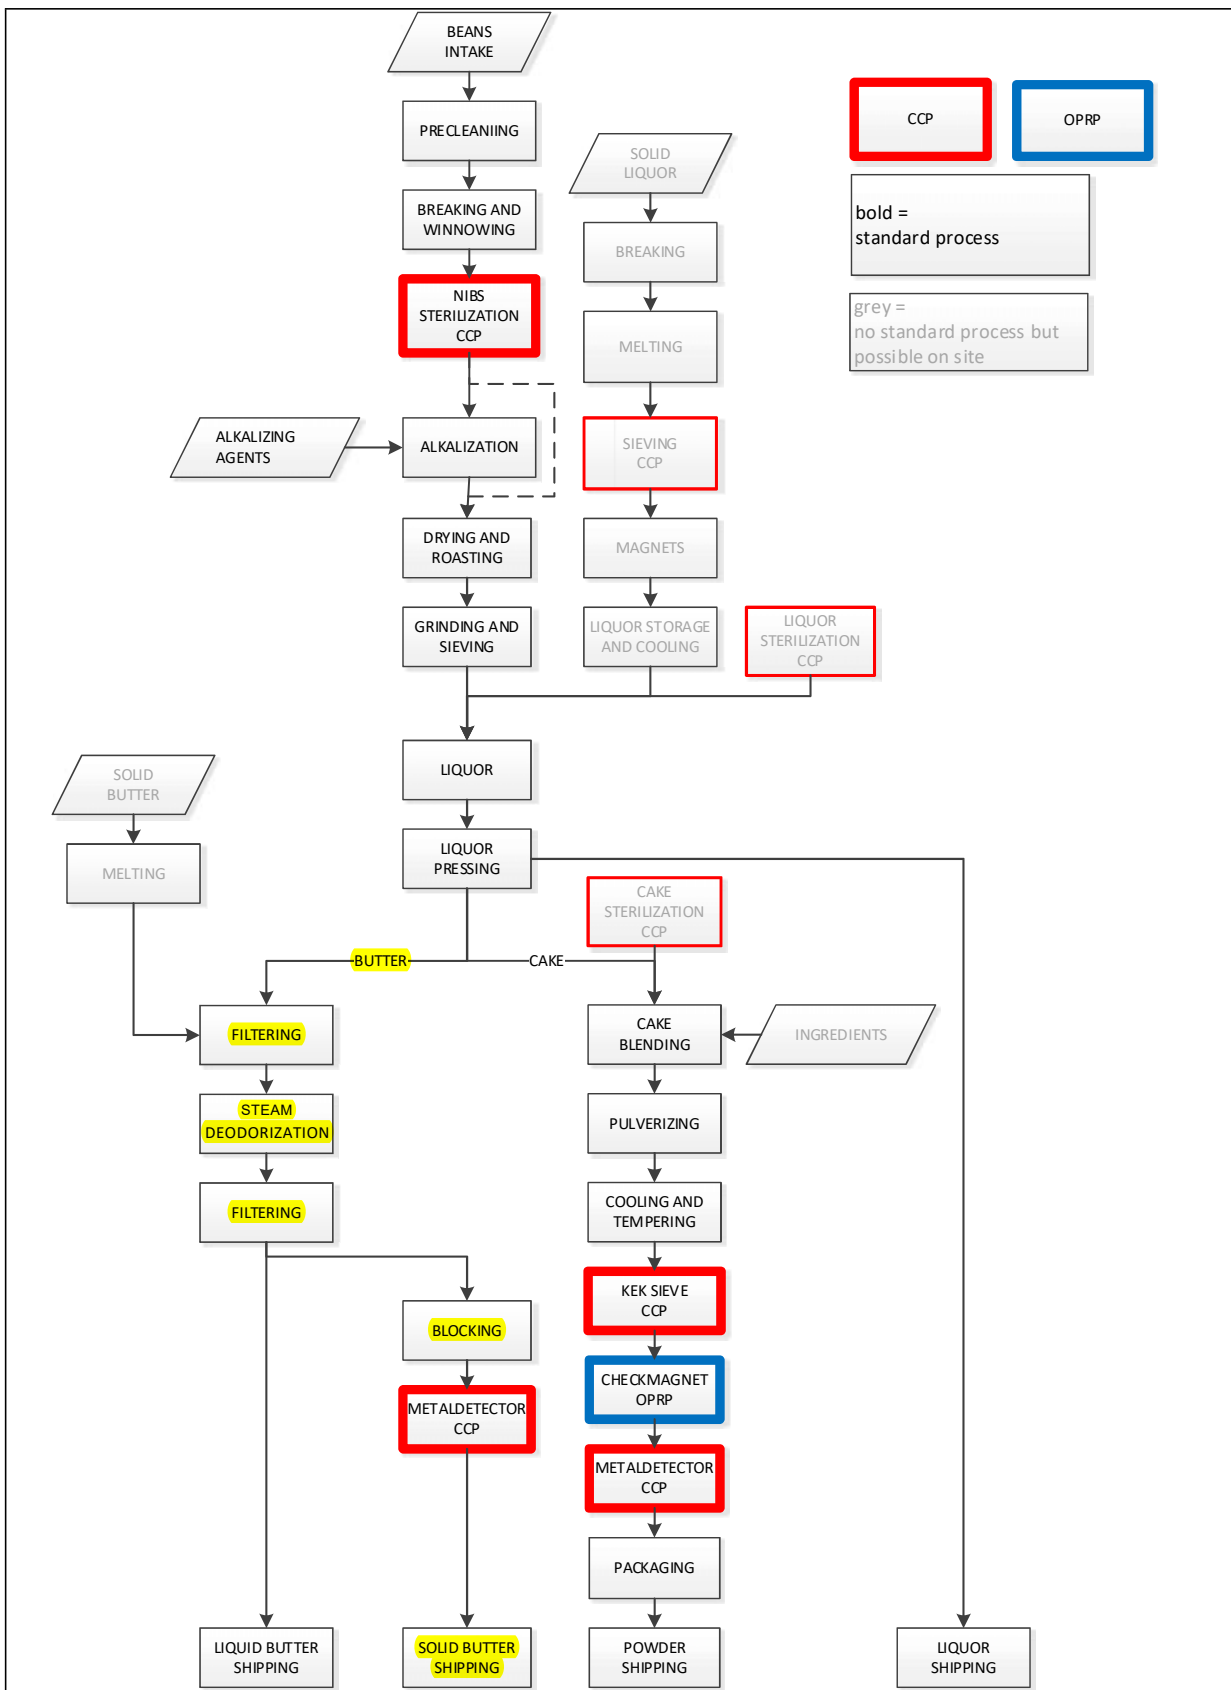 BEANS
INTAKE
PRECLEANIING
BREAKING AND
WINNOWING
NIBS
STERILIZATION
CCP
ALKALIZING
AGENTS
ALKALIZATION
DRYING AND
ROASTING
GRINDING AND
SIEVING
SOLID
LIQUOR
BREAKING
MELTING
SIEVING
CCP
MAGNETS
LIQUOR STORAGE
AND COOLING
LIQUOR
STERILIZATION
CCP
CCP
OPRP
bold =
standard process
grey =
no standard process but
possible on site
LIQUOR
LIQUOR
PRESSING
SOLID
BUTTER
MELTING
BUTTER
CAKE
CAKE
STERILIZATION
CCP
FILTERING
STEAM
DEODORIZATION
FILTERING
BLOCKING
METALDETECTOR
CCP
CAKE
BLENDING
INGREDIENTS
PULVERIZING
COOLING AND
TEMPERING
KEK SIEVE
CCP
CHECKMAGNET
OPRP
METALDETECTOR
CCP
PACKAGING
LIQUID BUTTER
SHIPPING
SOLID BUTTER
SHIPPING
POWDER
SHIPPING
LIQUOR
SHIPPING